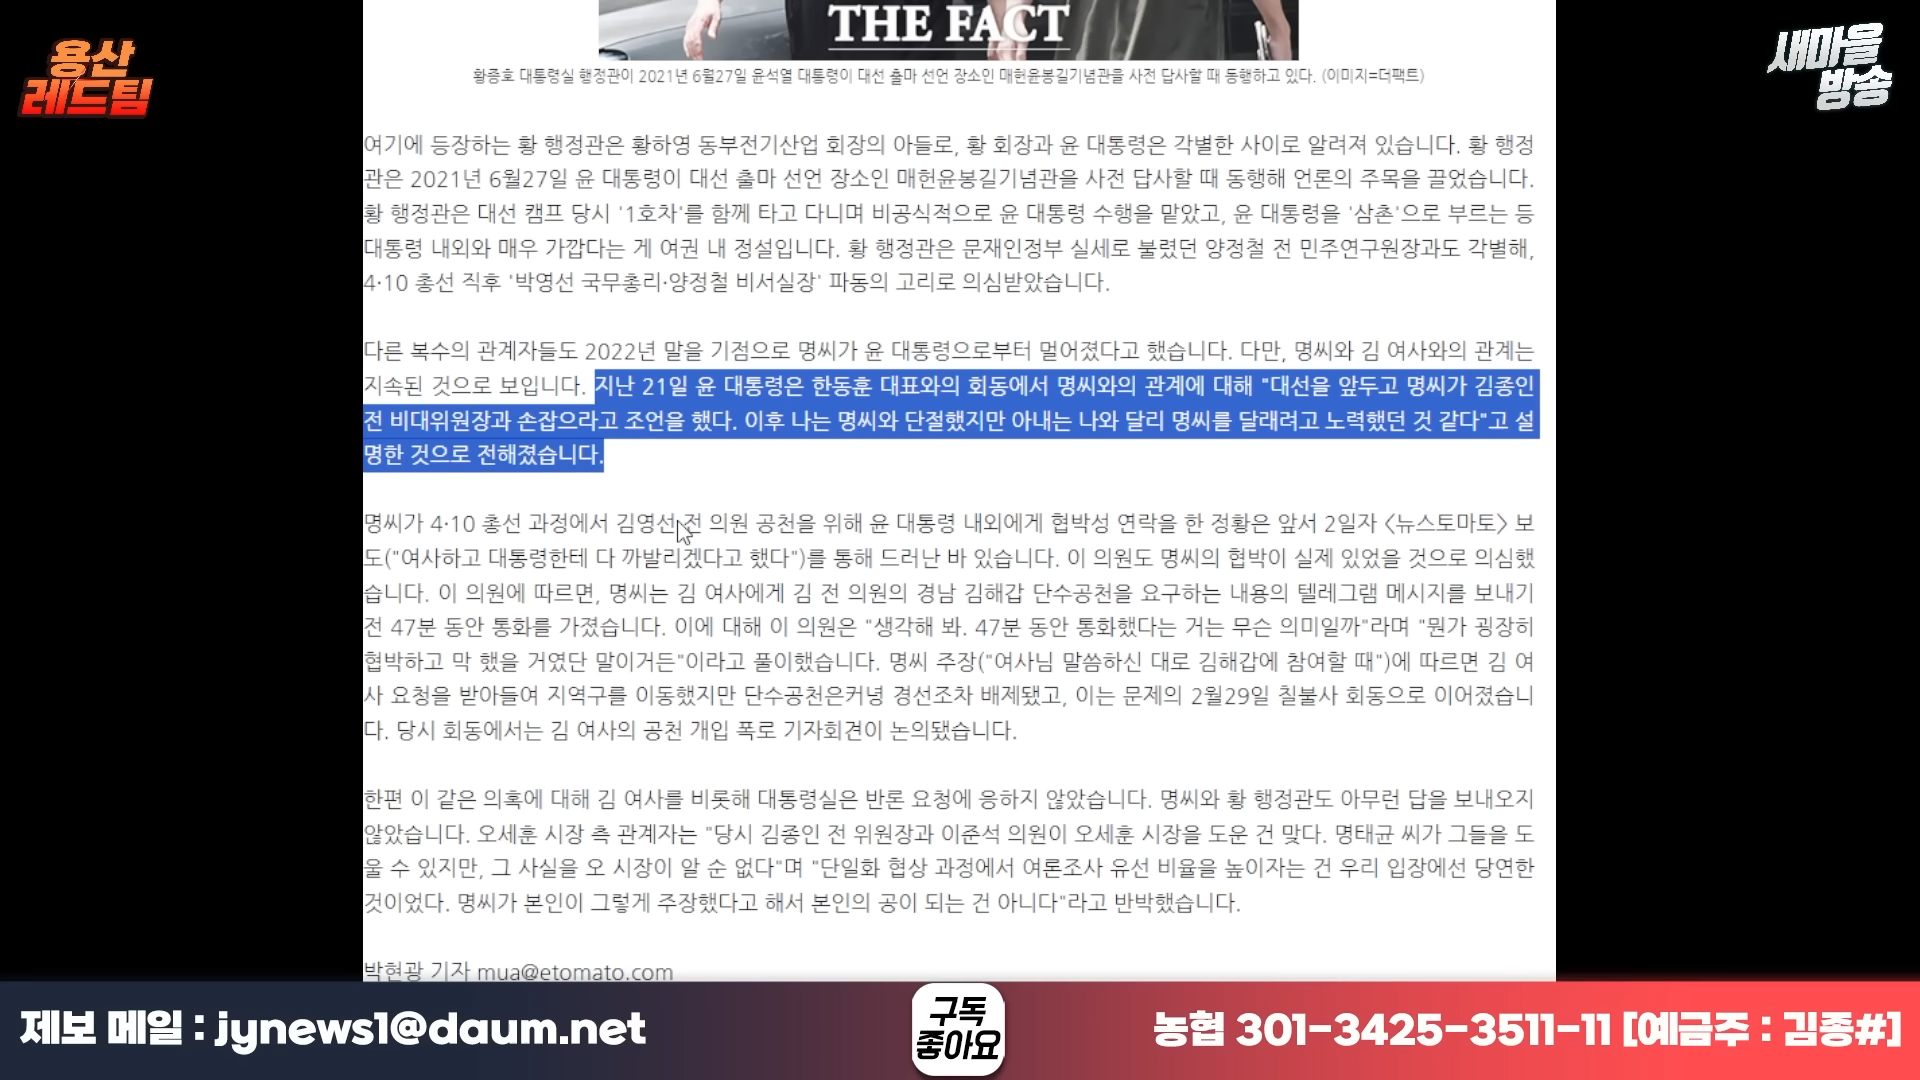 THE FACT
용산
레드팀
새마을
방송
황종호 대통령실 행정관이 2021년 6월27일 윤석열 대통령이 대선 출마 선언 장소인 매헌윤봉길기념관을 사전 답사할 때 동행하고 있다. (이미지=더팩트)
여기에 등장하는 황 행정관은 황하영 동부전기산업 회장의 아들로, 황 회장과 윤 대통령은 각별한 사이로 알려져 있습니다. 황 행정
관은 2021년 6월27일 윤 대통령이 대선 출마 선언 장소인 매헌윤봉길기념관을 사전 답사할 때 동행해 언론의 주목을 끌었습니다.
황 행정관은 대선 캠프 당시 '1호차'를 함께 타고 다니며 비공식적으로 윤 대통령 수행을 맡았고, 윤 대통령을 '삼촌'으로 부르는 등
대통령 내외와 매우 가깝다는 게 여권 내 정설입니다. 황 행정관은 문재인정부 실세로 불렸던 양정철 전 민주연구원장과도 각별해,
4·10 총선 직후 '박영선 국무총리·양정철 비서실장' 파동의 고리로 의심받았습니다.
다른 복수의 관계자들도 2022년 말을 기점으로 명씨가 윤 대통령으로부터 멀어졌다고 했습니다. 다만, 명씨와 김 여사와의 관계는
지속된 것으로 보입니다. 지난 21일 윤 대통령은 한동훈 대표와의 회동에서 명씨와의 관계에 대해 "대선을 앞두고 명씨가 김종인
전 비대위원장과 손잡으라고 조언을 했다. 이후 나는 명씨와 단절했지만 아내는 나와 달리 명씨를 달래려고 노력했던 것 같다"고 설
명한 것으로 전해졌습니다.
명씨가 4·10 총선 과정에서 김영선 전 의원 공천을 위해 윤 대통령 내외에게 협박성 연락을 한 정황은 앞서 2일자 <뉴스토마토> 보
도("여사하고 대통령한테 다 까발리겠다고 했다")를 통해 드러난 바 있습니다. 이 의원도 명씨의 협박이 실제 있었을 것으로 의심했
습니다. 이 의원에 따르면, 명씨는 김 여사에게 김 전 의원의 경남 김해갑 단수공천을 요구하는 내용의 텔레그램 메시지를 보내기
전 47분 동안 통화를 가졌습니다. 이에 대해 이 의원은 "생각해 봐. 47분 동안 통화했다는 거는 무슨 의미일까"라며 "뭔가 굉장히
협박하고 막 했을 거였단 말이거든"이라고 풀이했습니다. 명씨 주장("여사님 말씀하신 대로 김해갑에 참여할 때")에 따르면 김 여
사 요청을 받아들여 지역구를 이동했지만 단수공천은커녕 경선조차 배제됐고, 이는 문제의 2월29일 칠불사 회동으로 이어졌습니
다. 당시 회동에서는 김 여사의 공천 개입 폭로 기자회견이 논의됐습니다.
한편 이 같은 의혹에 대해 김 여사를 비롯해 대통령실은 반론 요청에 응하지 않았습니다. 명씨와 황 행정관도 아무런 답을 보내오지
않았습니다. 오세훈 시장 측 관계자는 "당시 김종인 전 위원장과 이준석 의원이 오세훈 시장을 도운 건 맞다. 명태균 씨가 그들을 도
울 수 있지만, 그 사실을 오 시장이 알 순 없다"며 "단일화 협상 과정에서 여론조사 유선 비율을 높이자는 건 우리 입장에선 당연한
것이었다. 명씨가 본인이 그렇게 주장했다고 해서 본인의 공이 되는 건 아니다"라고 반박했습니다.
박현광 기자 mua@etomato.com
제보 메일 : jynews1@daum.net
구독
좋아요
농협 301-3425-3511-11 [예금주 : 김종#]